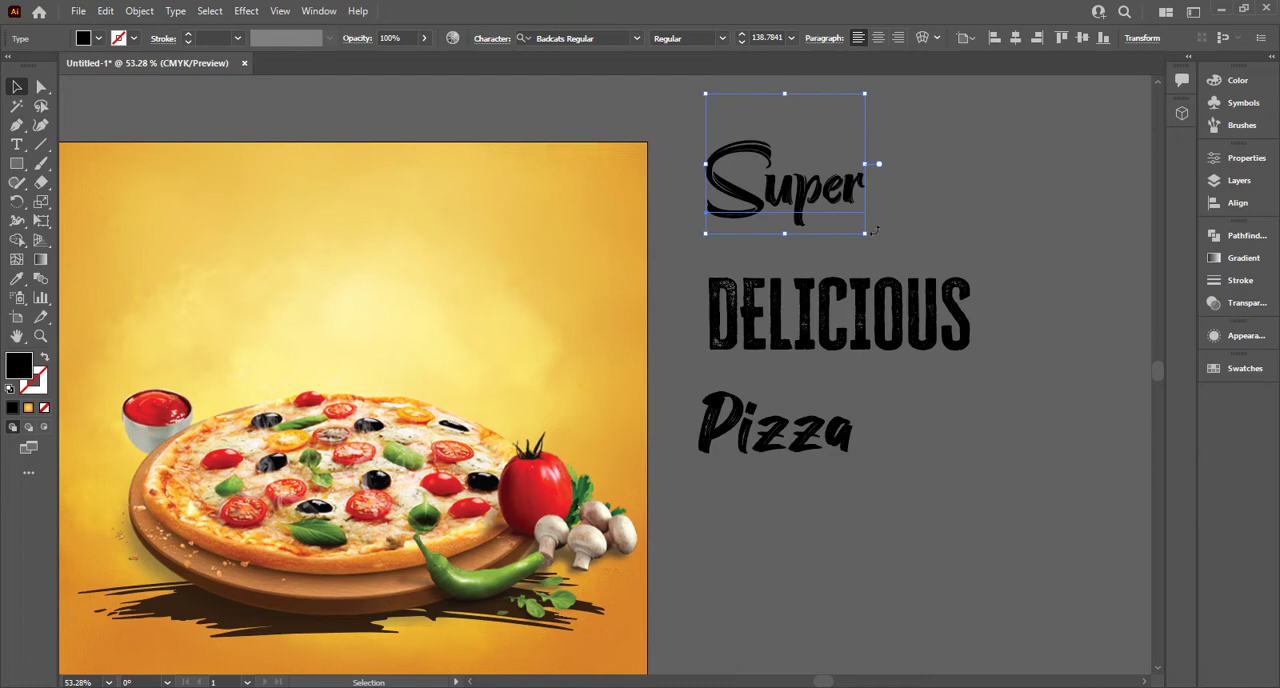 Ai File Edit Object Type Select Effect View Window Help
Type Stroke: Opacity: 100% Character: Badcats Regular Regular 138.7841 Paragraph: Transform
Untitled-1* @ 53.28 % (CMYK/Preview) ×
Color
Symbols
Brushes
Properties
Layers
Align
Pathfind...
Gradient
Stroke
Transpar...
Appeara...
Swatches
Super
DELICIOUS
Pizza
53.28% 0° 1 Selection